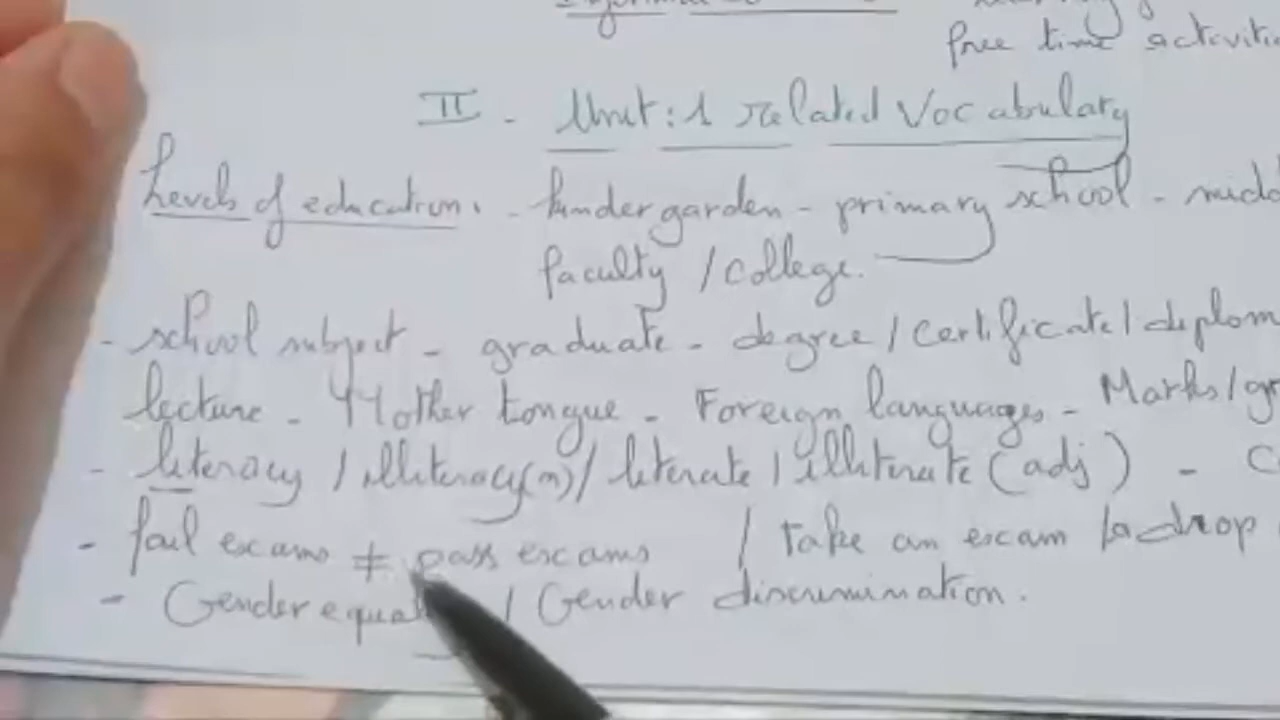 free time activitie
II - Unit:1 related Vocabulary
Levels of education: - kindergarden - primary school - midd
faculty / college.
- school subject - graduate - degree / certificate / diplom
lecture - Mother tongue - Foreign languages - Marks / gr
- literacy / illiteracy(n) / literate / illiterate (adj) - C
- fail exams ≠ pass exams / take an exam / a drop
- Gender equal / Gender discrimination.